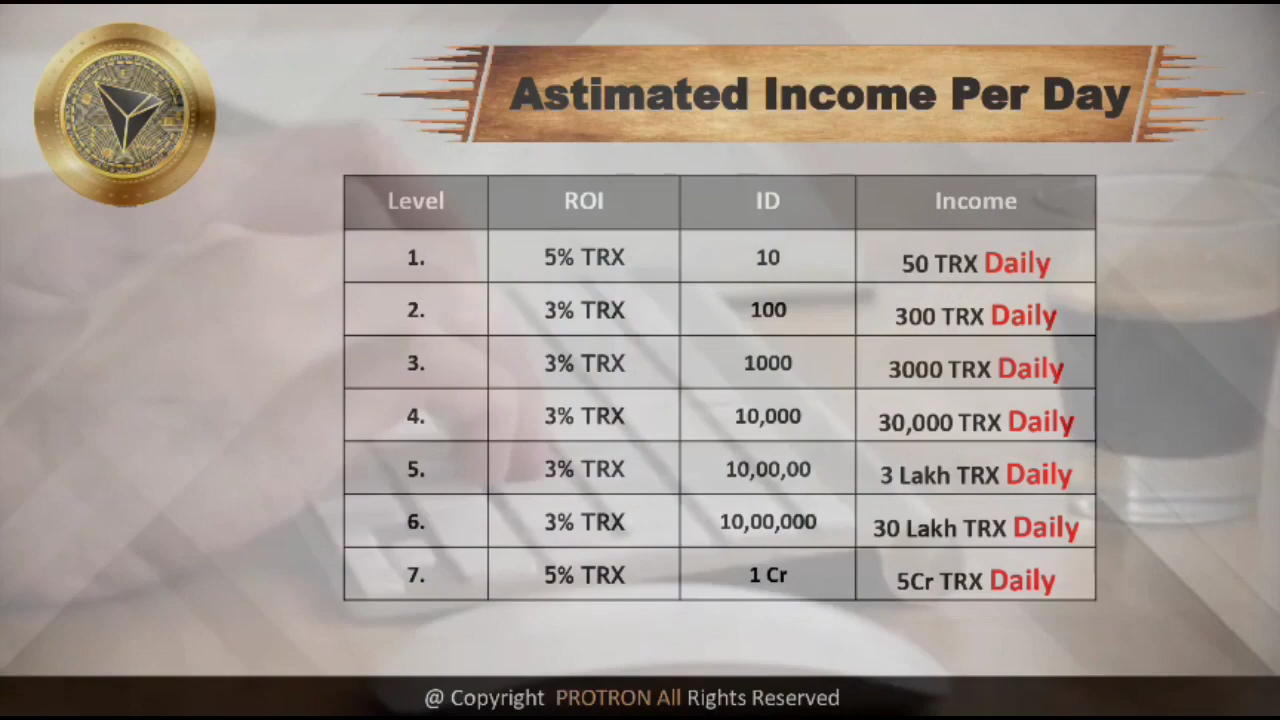 Astimated Income Per Day
Level ROI ID Income
1. 5% TRX 10 50 TRX Daily
2. 3% TRX 100 300 TRX Daily
3. 3% TRX 1000 3000 TRX Daily
4. 3% TRX 10,000 30,000 TRX Daily
5. 3% TRX 10,00,00 3 Lakh TRX Daily
6. 3% TRX 10,00,000 30 Lakh TRX Daily
7. 5% TRX 1 Cr 5Cr TRX Daily
@ Copyright PROTRON All Rights Reserved